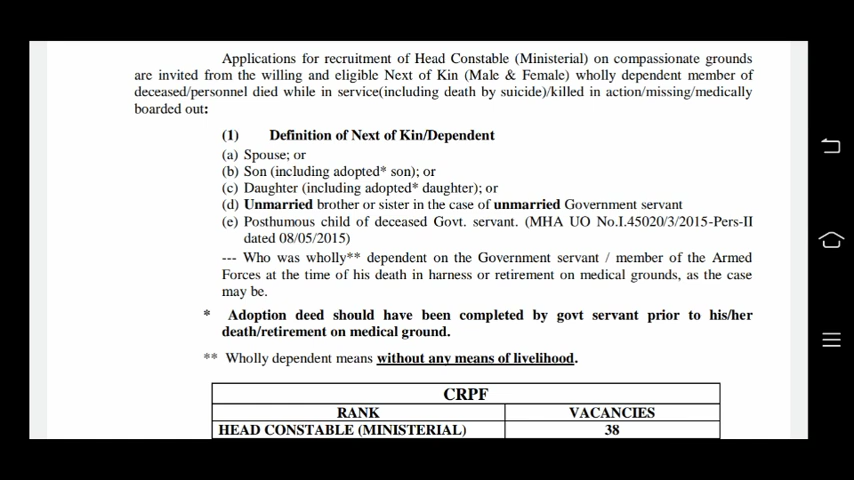 Applications for recruitment of Head Constable (Ministerial) on compassionate grounds
are invited from the willing and eligible Next of Kin (Male & Female) wholly dependent member of
deceased/personnel died while in service(including death by suicide)/killed in action/missing/medically
boarded out:
(1) Definition of Next of Kin/Dependent
(a) Spouse; or
(b) Son (including adopted* son); or
(c) Daughter (including adopted* daughter); or
(d) Unmarried brother or sister in the case of unmarried Government servant
(e) Posthumous child of deceased Govt. servant. (MHA UO No.I.45020/3/2015-Pers-II
dated 08/05/2015)
--- Who was wholly** dependent on the Government servant / member of the Armed
Forces at the time of his death in harness or retirement on medical grounds, as the case
may be.
* Adoption deed should have been completed by govt servant prior to his/her
death/retirement on medical ground.
** Wholly dependent means without any means of livelihood.
CRPF
RANK VACANCIES
HEAD CONSTABLE (MINISTERIAL) 38